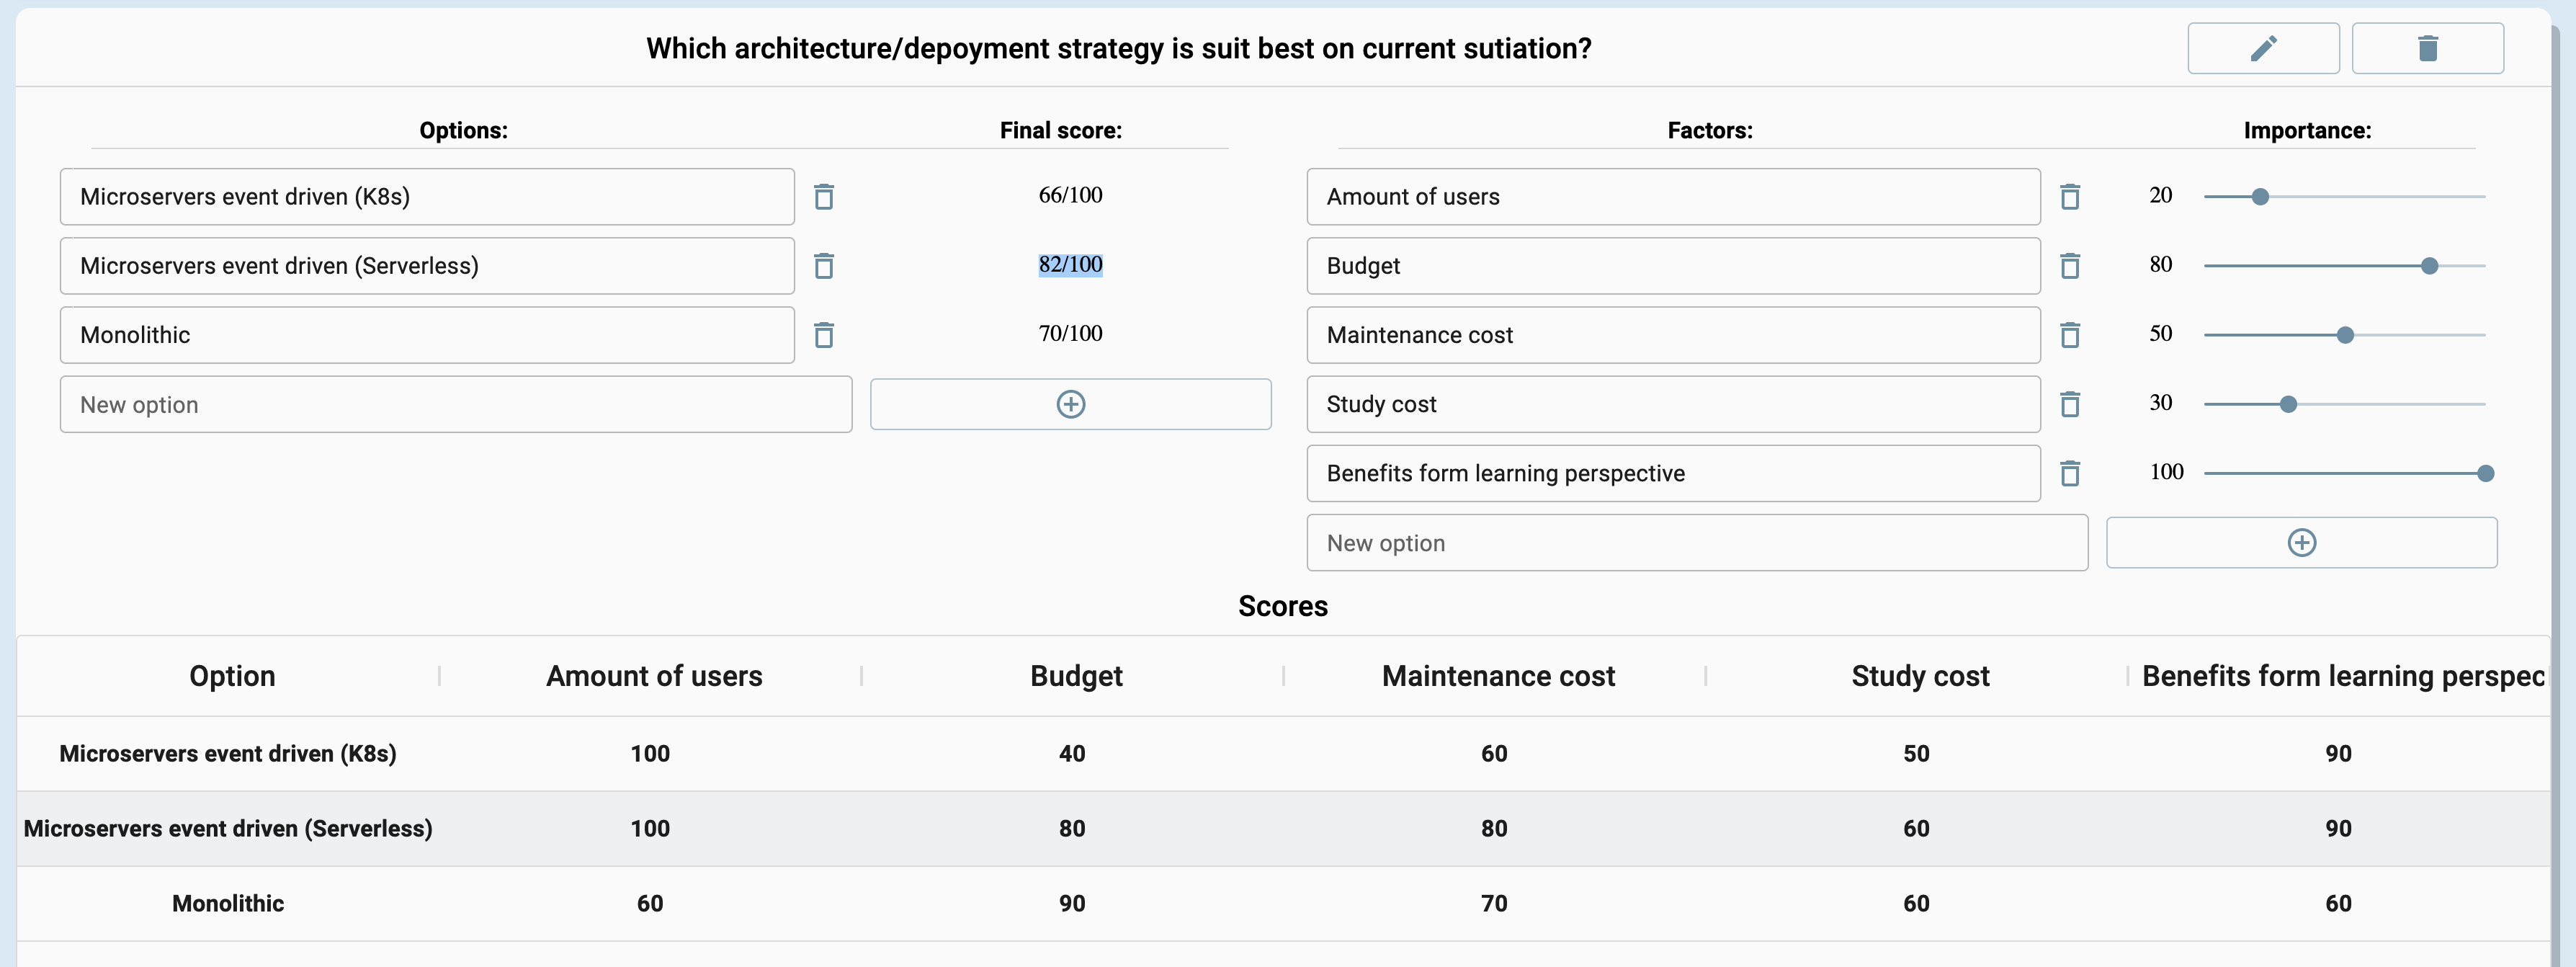 Which architecture/depoyment strategy is suit best on current sutiation?
Options: Final score: Factors: Importance:
Microservers event driven (K8s) 66/100 Amount of users 20
Microservers event driven (Serverless) 82/100 Budget 80
Monolithic 70/100 Maintenance cost 50
New option Study cost 30
Benefits form learning perspective 100
New option
Scores
Option Amount of users Budget Maintenance cost Study cost Benefits form learning perspec
Microservers event driven (K8s) 100 40 60 50 90
Microservers event driven (Serverless) 100 80 80 60 90
Monolithic 60 90 70 60 60